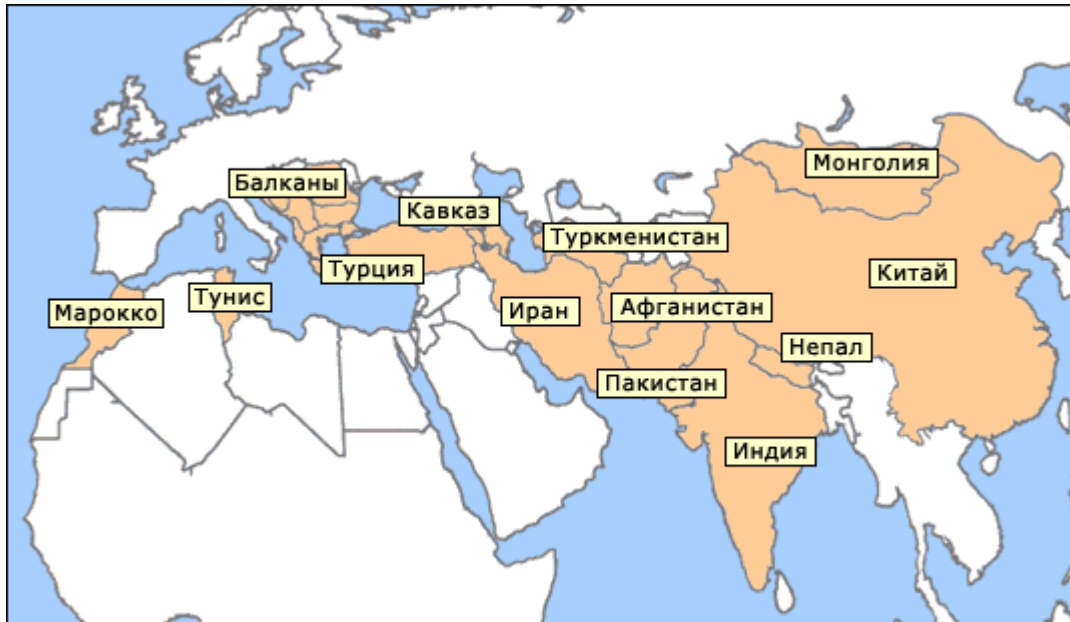 Монголия
Балканы
Кавказ
Туркменистан
Турция
Китай
Тунис
Марокко
Иран
Афганистан
Непал
Пакистан
Индия